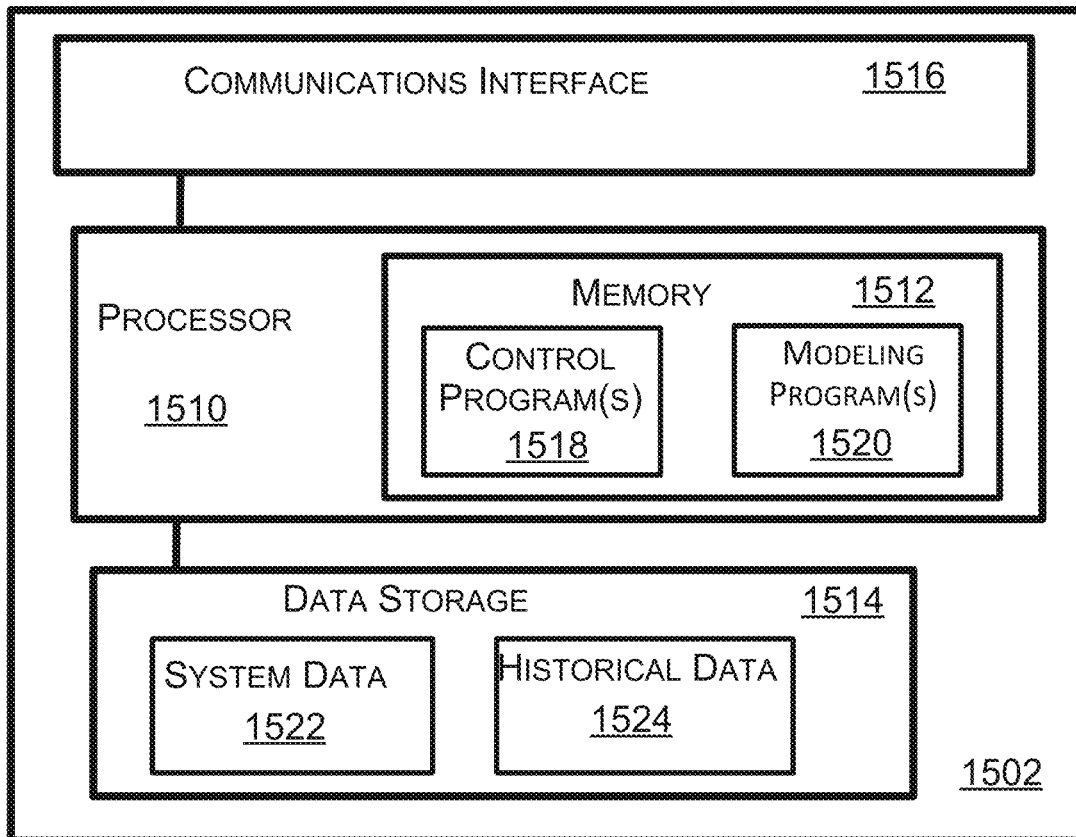 COMMUNICATIONS INTERFACE 1516
MEMORY 1512
PROCESSOR
1510
CONTROL
PROGRAM(S)
1518
MODELING
PROGRAM(S)
1520
DATA STORAGE 1514
SYSTEM DATA
1522
HISTORICAL DATA
1524
1502